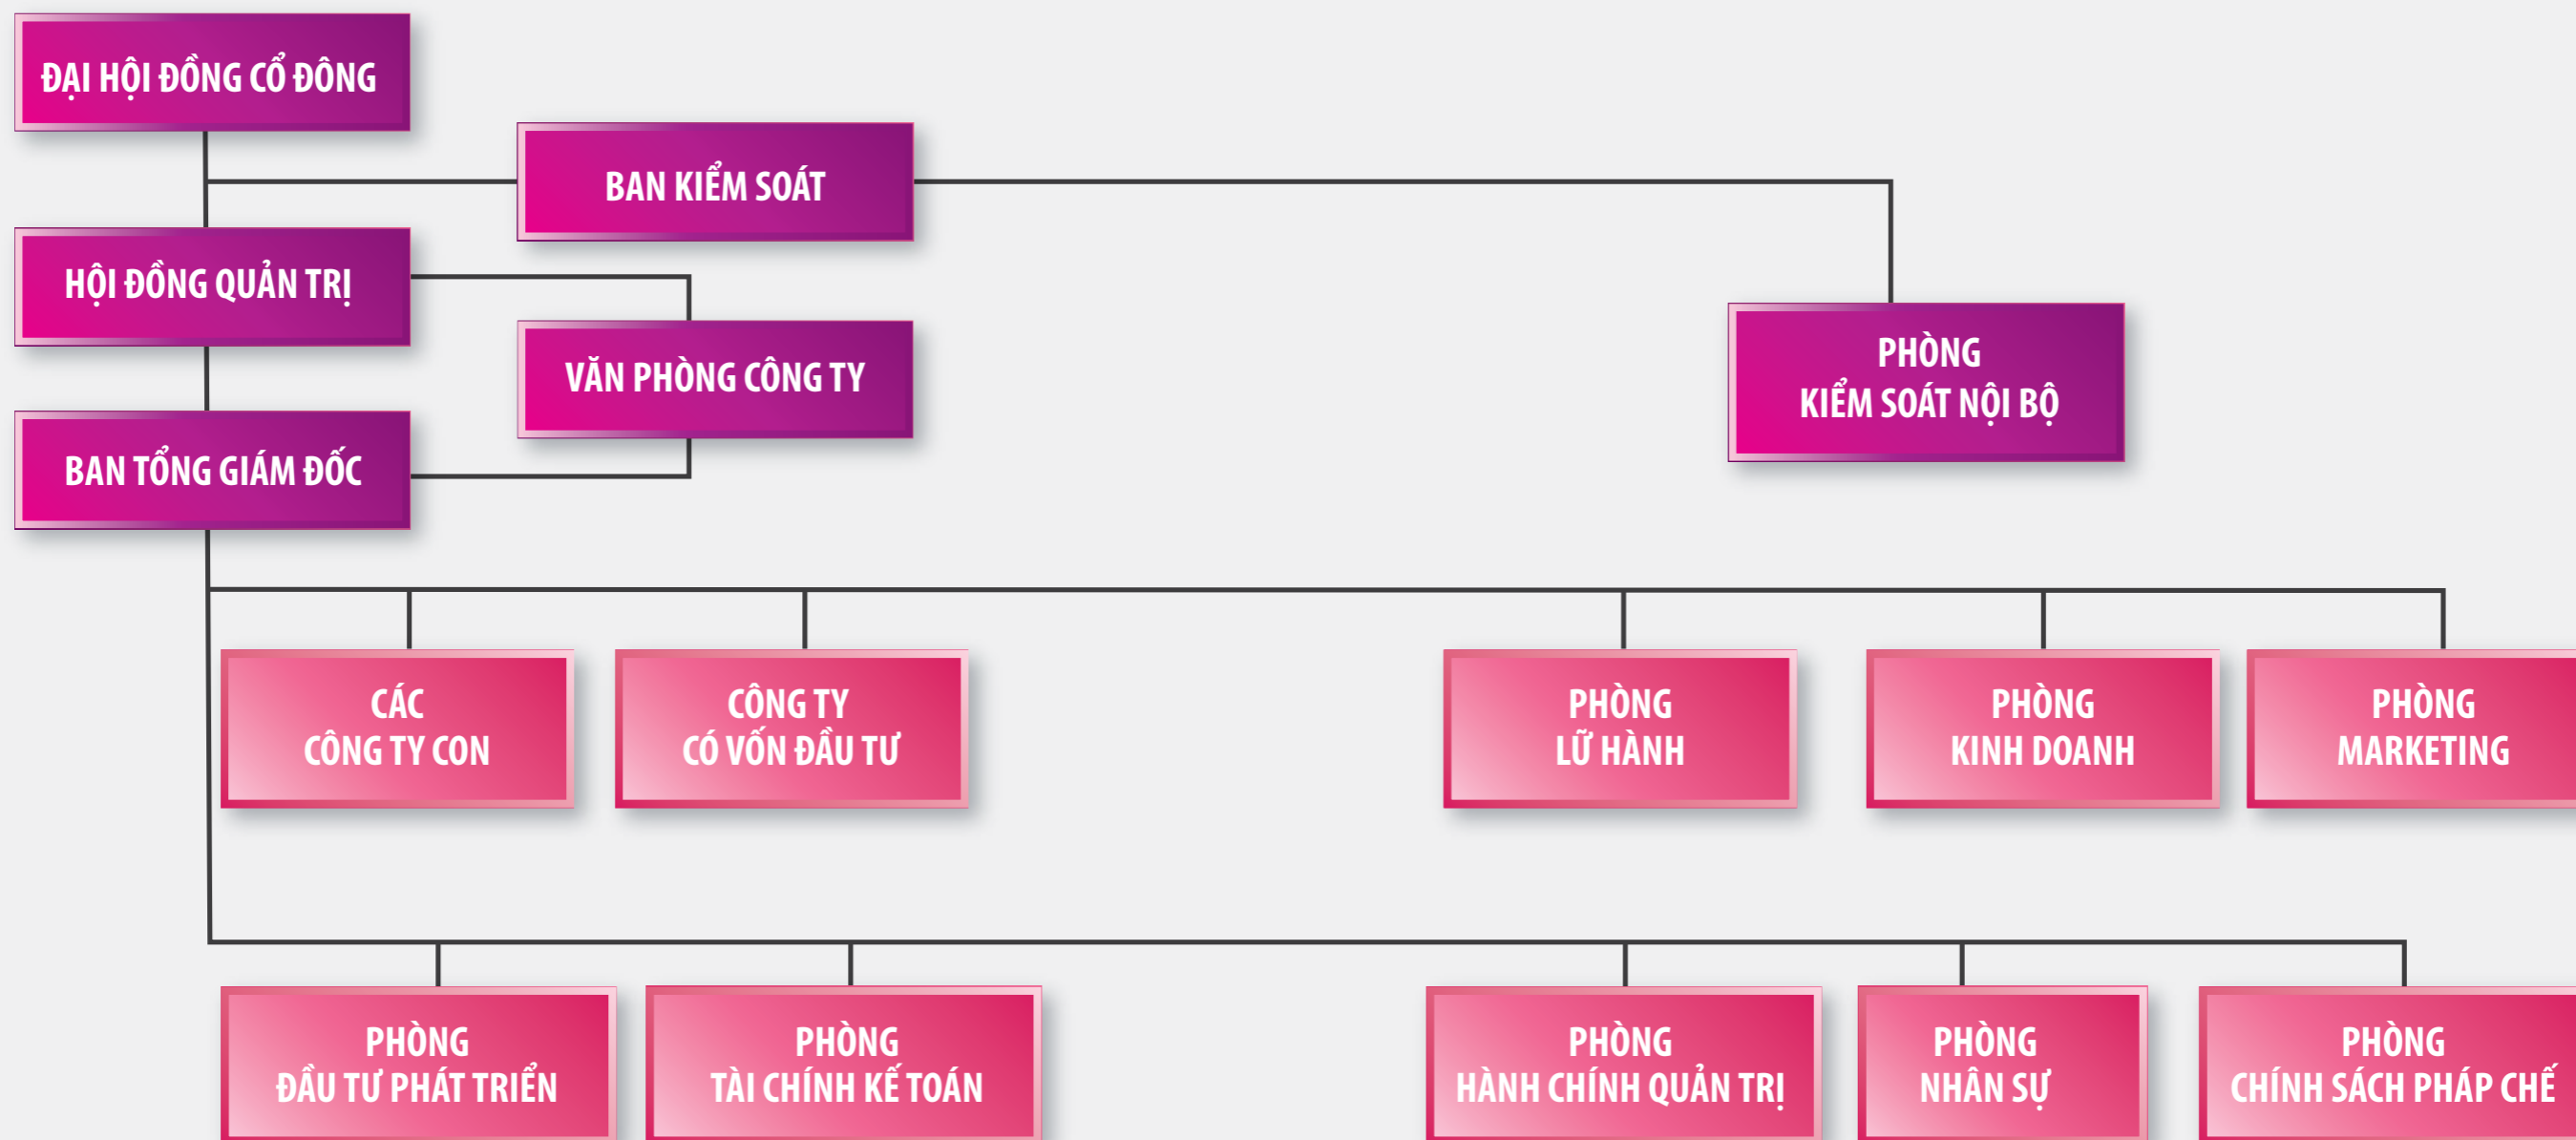 ĐẠI HỘI ĐỒNG CỔ ĐÔNG
BAN KIỂM SOÁT
HỘI ĐỒNG QUẢN TRỊ
VĂN PHÒNG CÔNG TY
PHÒNG
KIỂM SOÁT NỘI BỘ
BAN TỔNG GIÁM ĐỐC
CÁC
CÔNG TY CON
CÔNG TY
CÓ VỐN ĐẦU TƯ
PHÒNG
LỮ HÀNH
PHÒNG
KINH DOANH
PHÒNG
MARKETING
PHÒNG
ĐẦU TƯ PHÁT TRIỂN
PHÒNG
TÀI CHÍNH KẾ TOÁN
PHÒNG
HÀNH CHÍNH QUẢN TRỊ
PHÒNG
NHÂN SỰ
PHÒNG
CHÍNH SÁCH PHÁP CHẾ